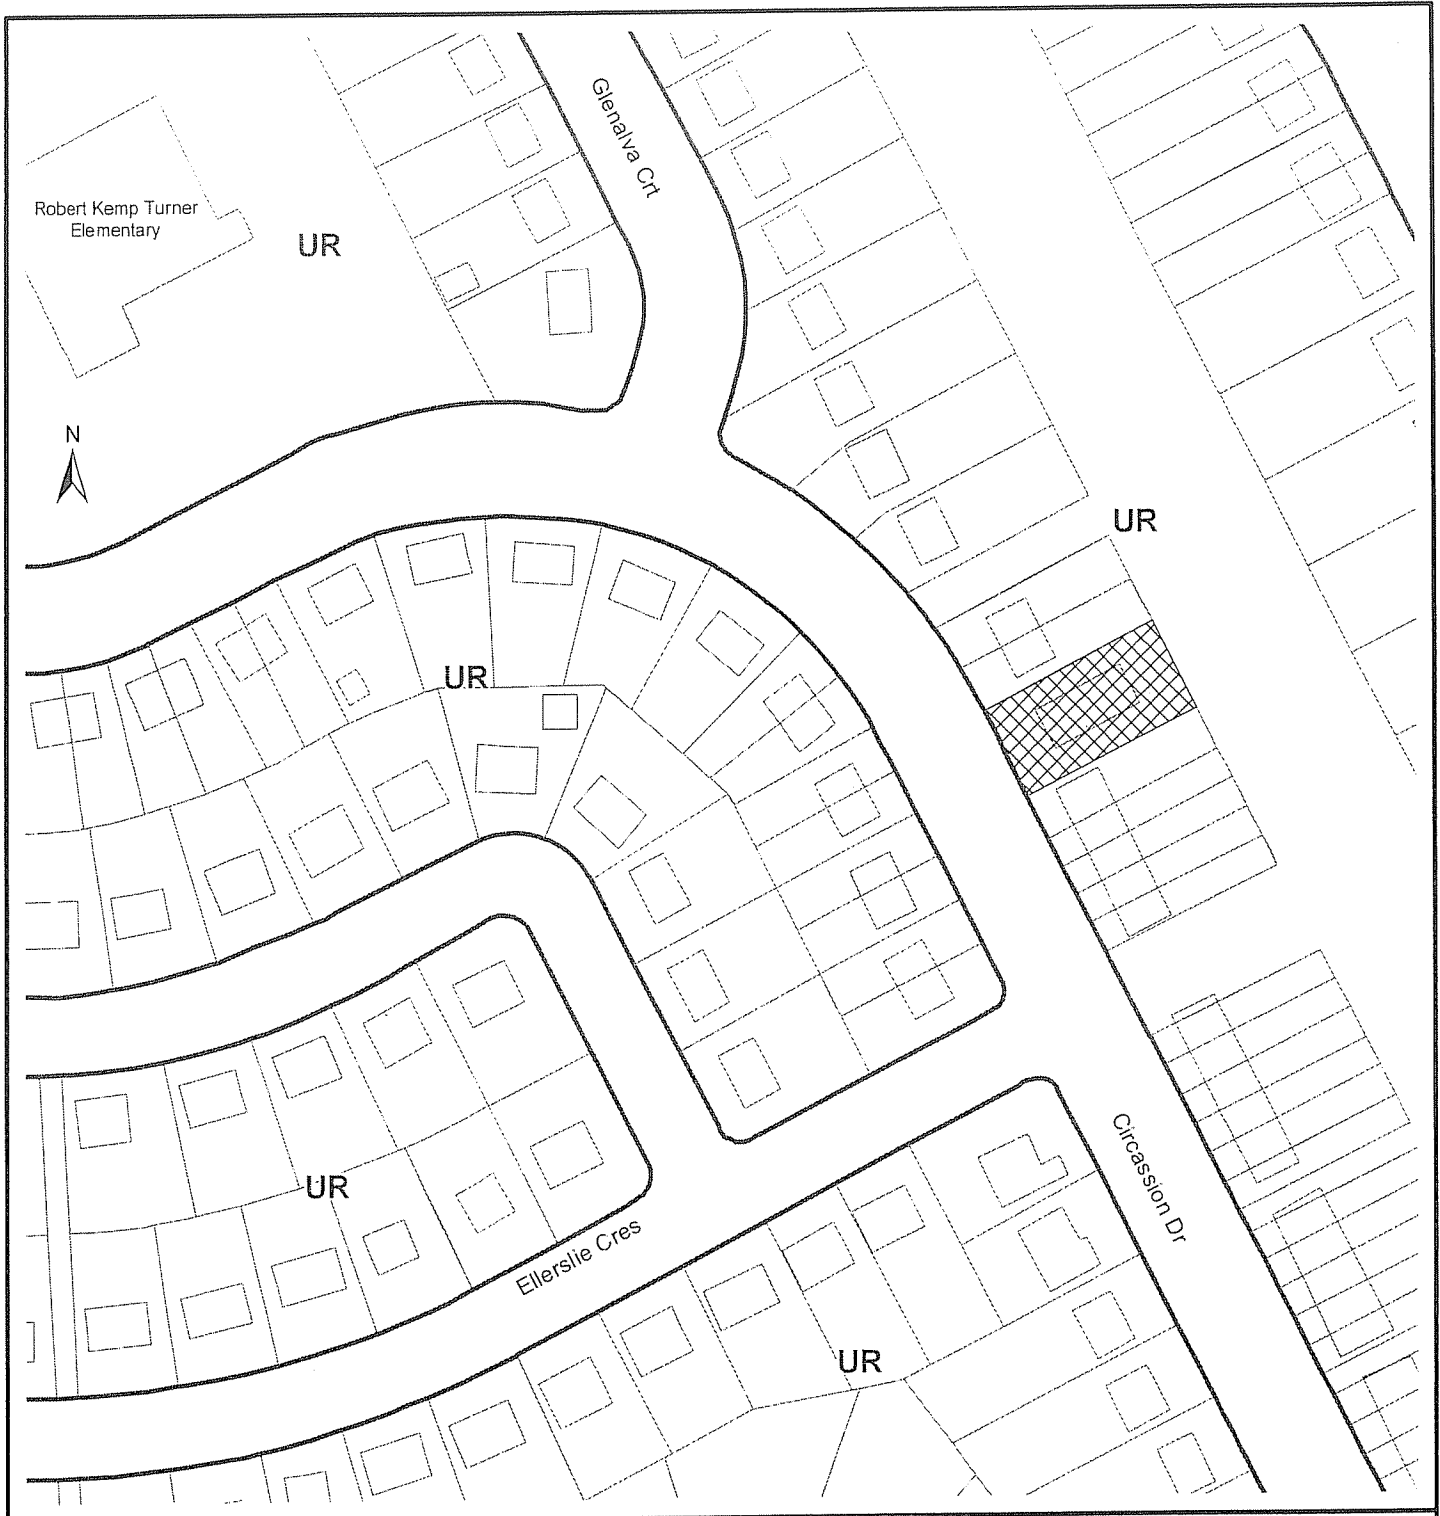 Glenalva Crt
Robert Kemp Turner
Elementary
UR
N
UR
UR
UR
Circassion Dr
Ellerslie Cres
UR